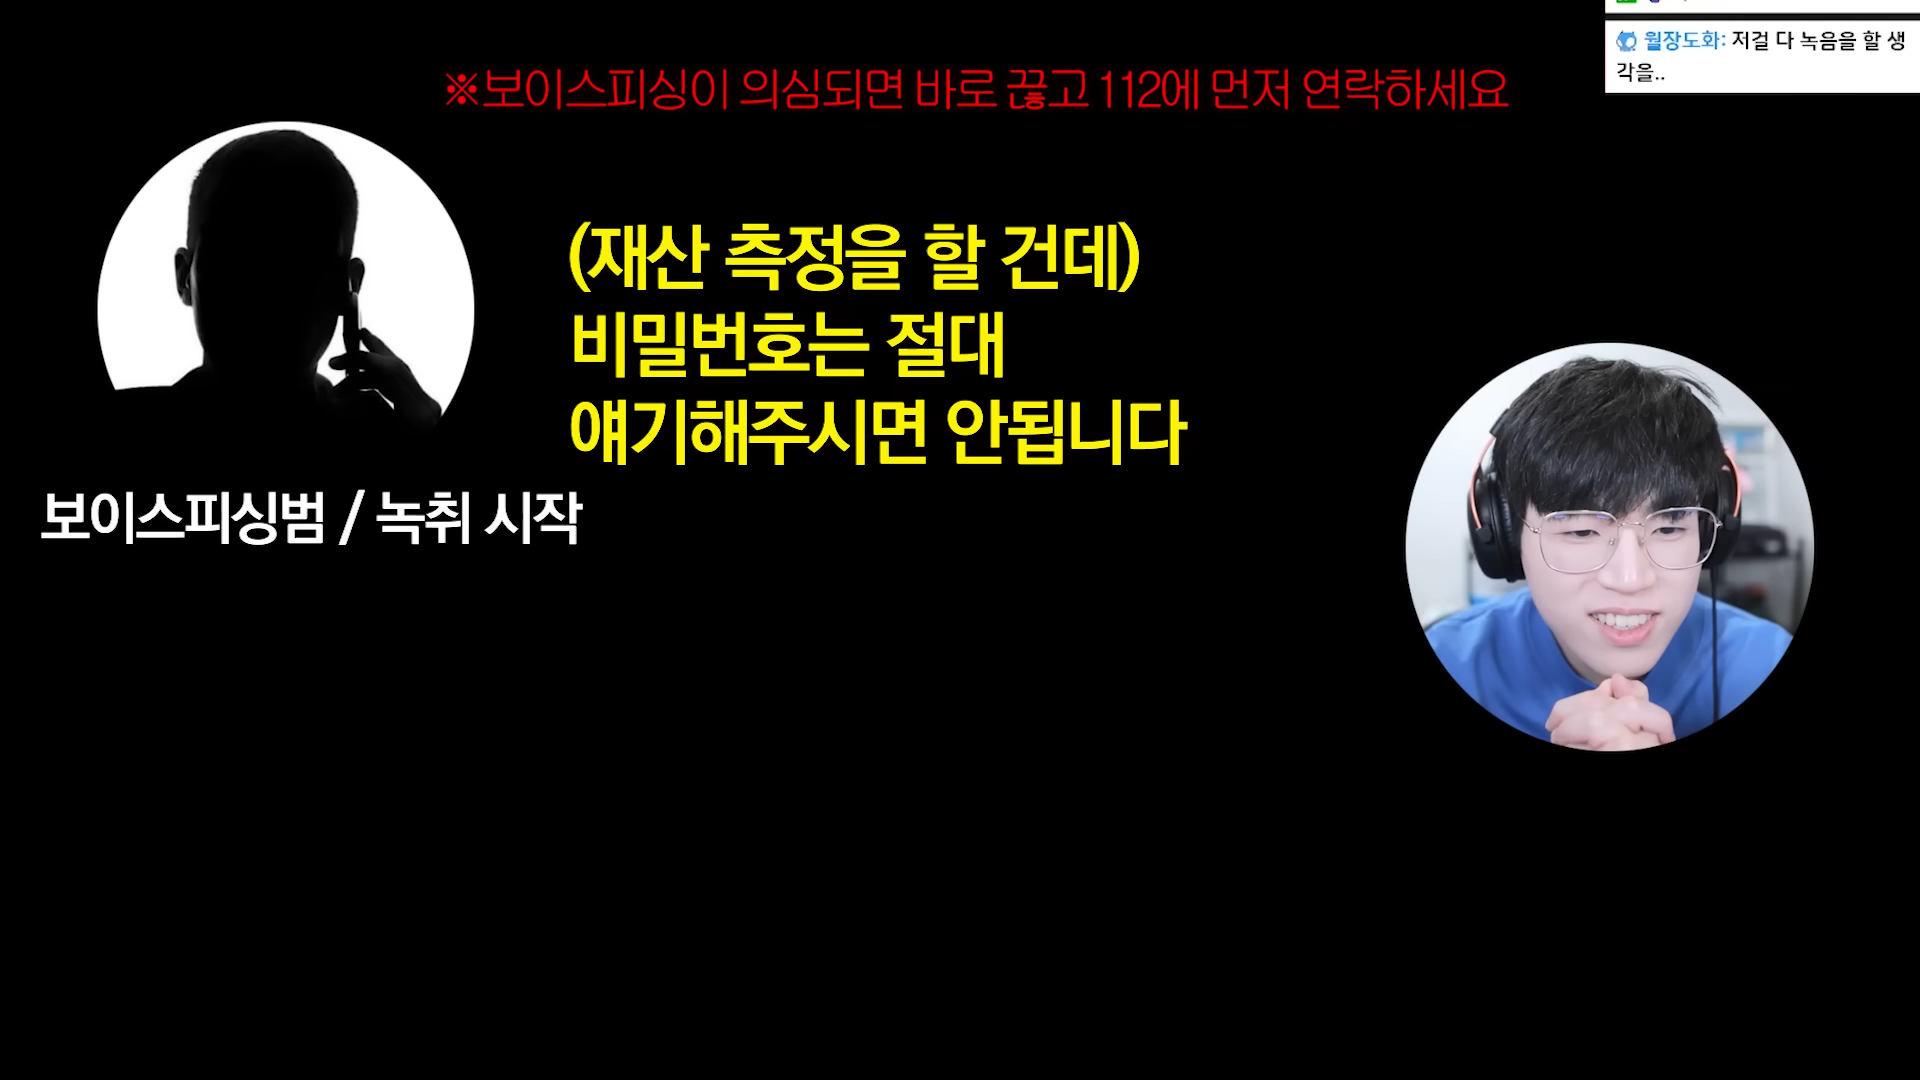 월장도화: 저걸 다 녹음을 할 생
각을..
※보이스피싱이 의심되면 바로 끊고 112에 먼저 연락하세요
(재산 측정을 할 건데)
비밀번호는 절대
얘기해주시면 안됩니다
보이스피싱범 / 녹취 시작